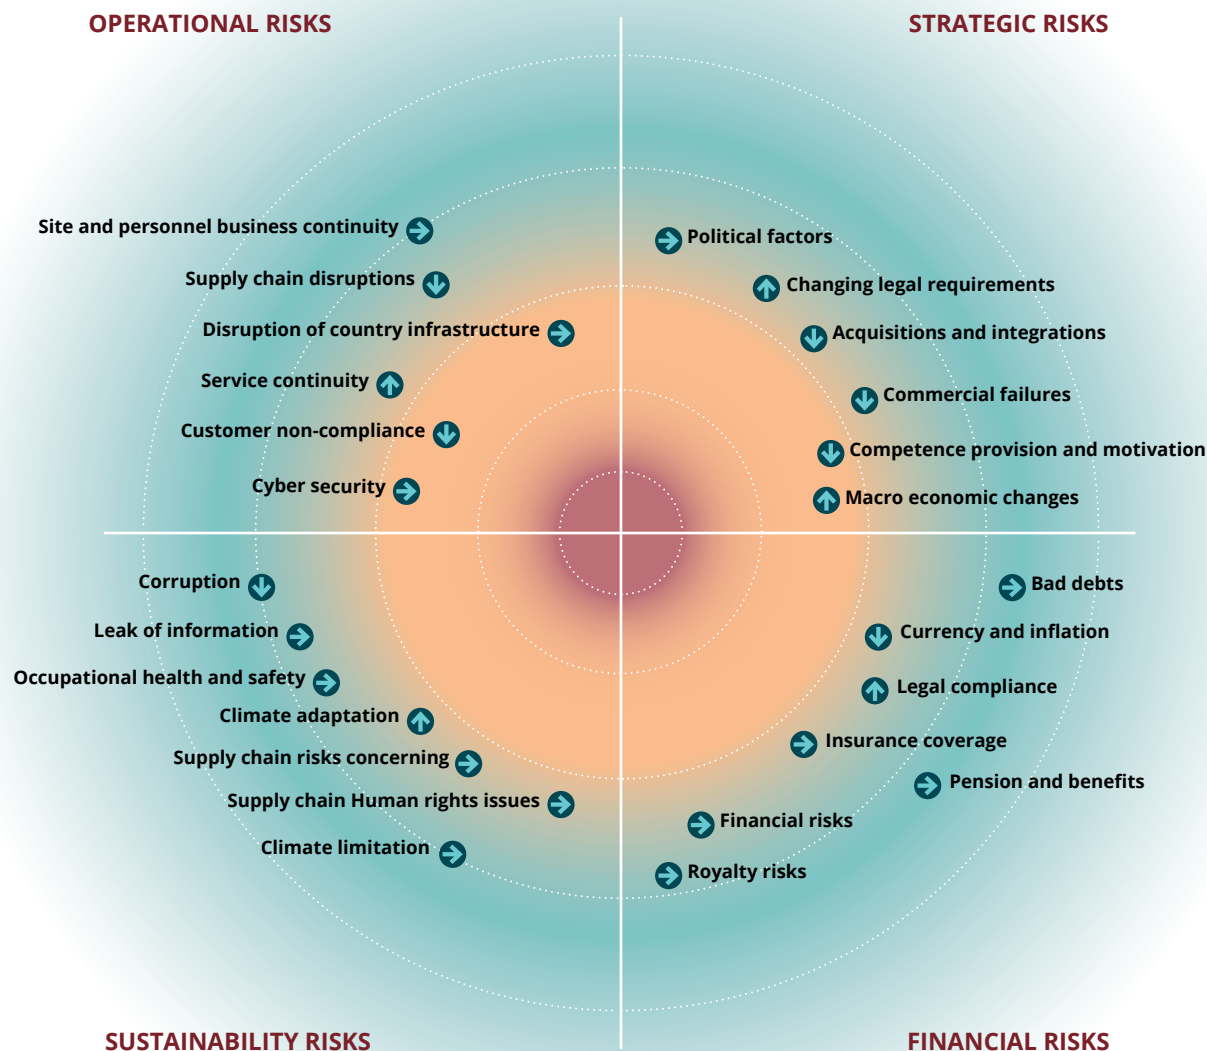 OPERATIONAL RISKS
STRATEGIC RISKS
Site and personnel business continuity
Supply chain disruptions
Disruption of country infrastructure
Service continuity
Customer non-compliance
Cyber security
Political factors
Changing legal requirements
Acquisitions and integrations
Commercial failures
Competence provision and motivation
Macro economic changes
Corruption
Leak of information
Occupational health and safety
Climate adaptation
Supply chain risks concerning
Supply chain Human rights issues
Climate limitation
Bad debts
Currency and inflation
Legal compliance
Insurance coverage
Pension and benefits
Financial risks
Royalty risks
SUSTAINABILITY RISKS
FINANCIAL RISKS